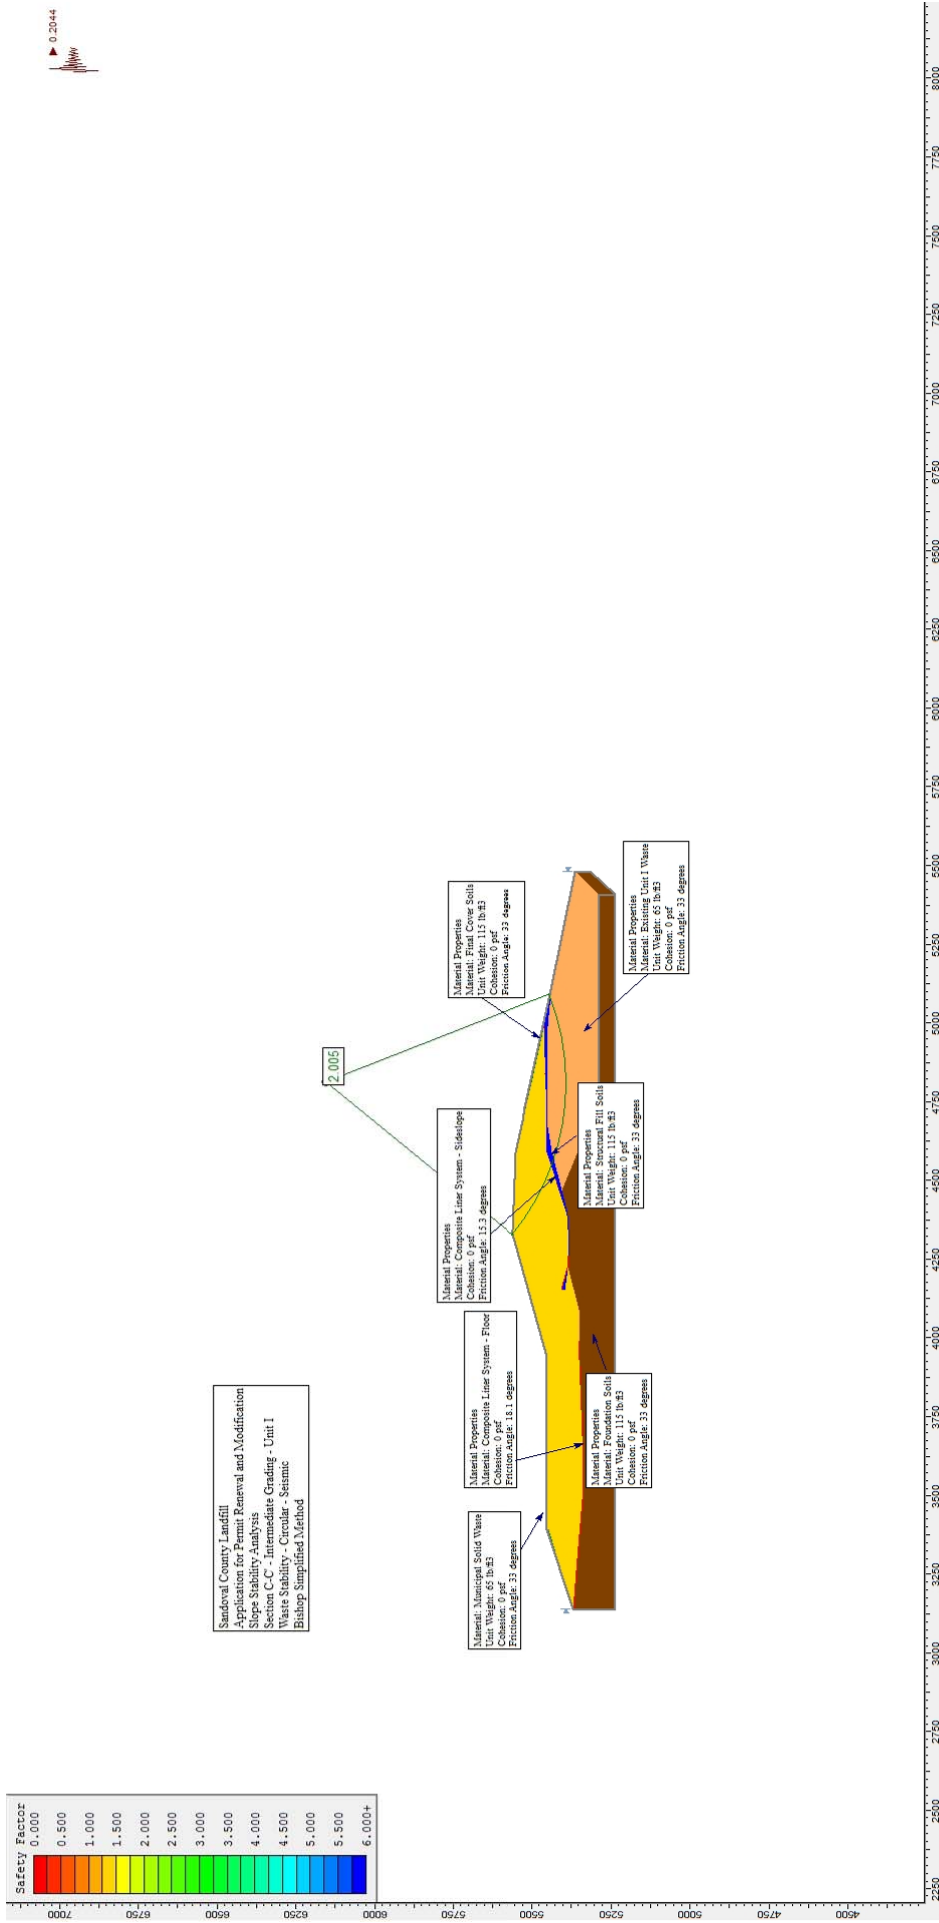 Safety Factor
0.000
0.500
1.000
1.500
2.000
2.500
3.000
3.500
4.000
4.500
5.000
5.500
6.000+
Sandoval County Landfill
Application for Permit Renewal and Modification
Slope Stability Analysis
Section C-C' - Intermediate Grading - Unit I
Waste Stability - Circular - Seismic
Bishop Simplified Method
0.2044
2.005
Material: Municipal Solid Waste
Unit Weight: 65 lb/ft3
Cohesion: 0 psf
Friction Angle: 33 degrees
Material Properties
Material: Composite Liner System - Floor
Cohesion: 0 psf
Friction Angle: 18.1 degrees
Material Properties
Material: Composite Liner System - Sideslope
Cohesion: 0 psf
Friction Angle: 15.3 degrees
Material Properties
Material: Final Cover Soils
Unit Weight: 115 lb/ft3
Cohesion: 0 psf
Friction Angle: 33 degrees
Material Properties
Material: Foundation Soils
Unit Weight: 115 lb/ft3
Cohesion: 0 psf
Friction Angle: 33 degrees
Material Properties
Material: Structural Fill Soils
Unit Weight: 115 lb/ft3
Cohesion: 0 psf
Friction Angle: 33 degrees
Material Properties
Material: Existing Unit I Waste
Unit Weight: 65 lb/ft3
Cohesion: 0 psf
Friction Angle: 33 degrees
7000
6750
6500
6250
6000
5750
5500
5250
5000
4750
4500
2250
2500
2750
3000
3250
3500
3750
4000
4250
4500
4750
5000
5250
5500
5750
6000
6250
6500
6750
7000
7250
7500
7750
8000